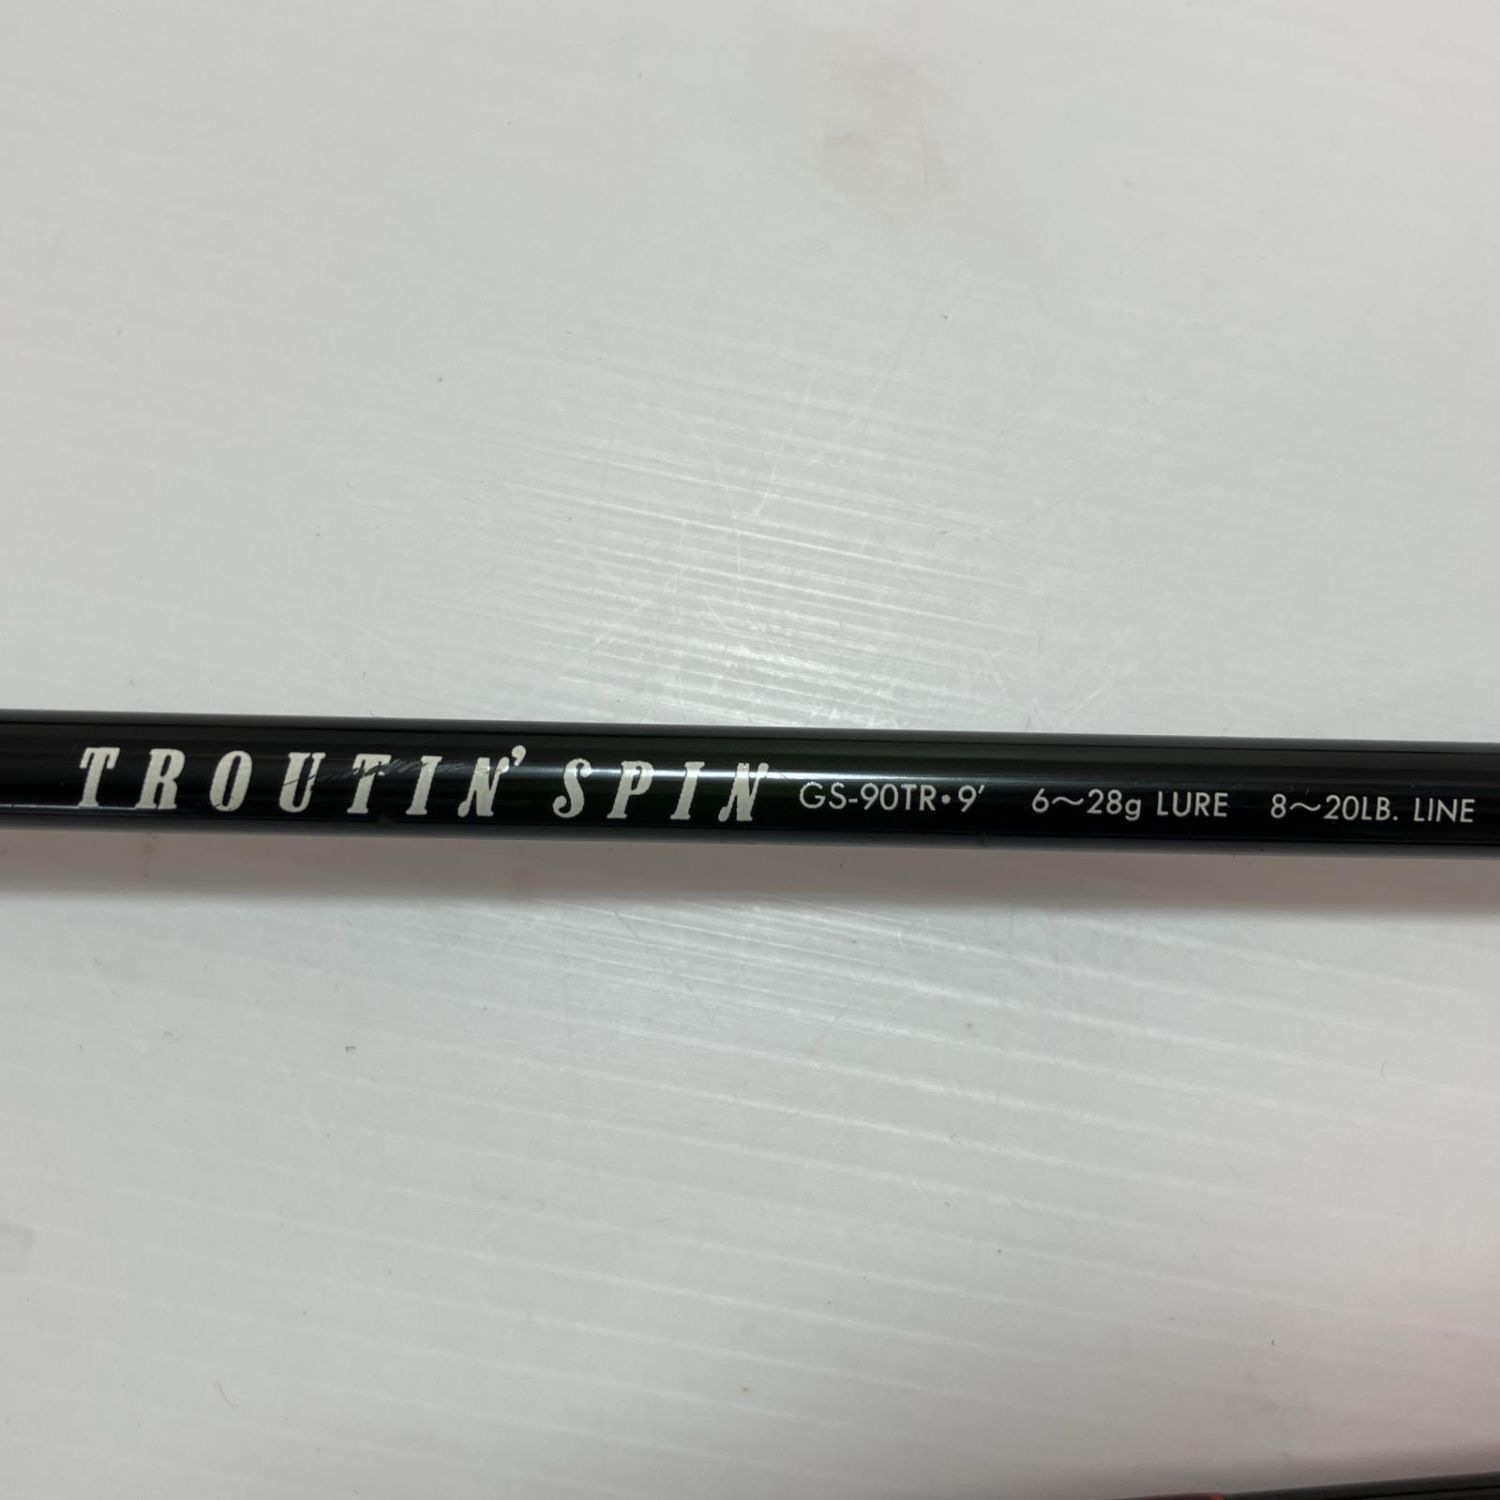 TROUTIN' SPIN GS-90TR•9' 6～28g LURE 8～20LB. LINE